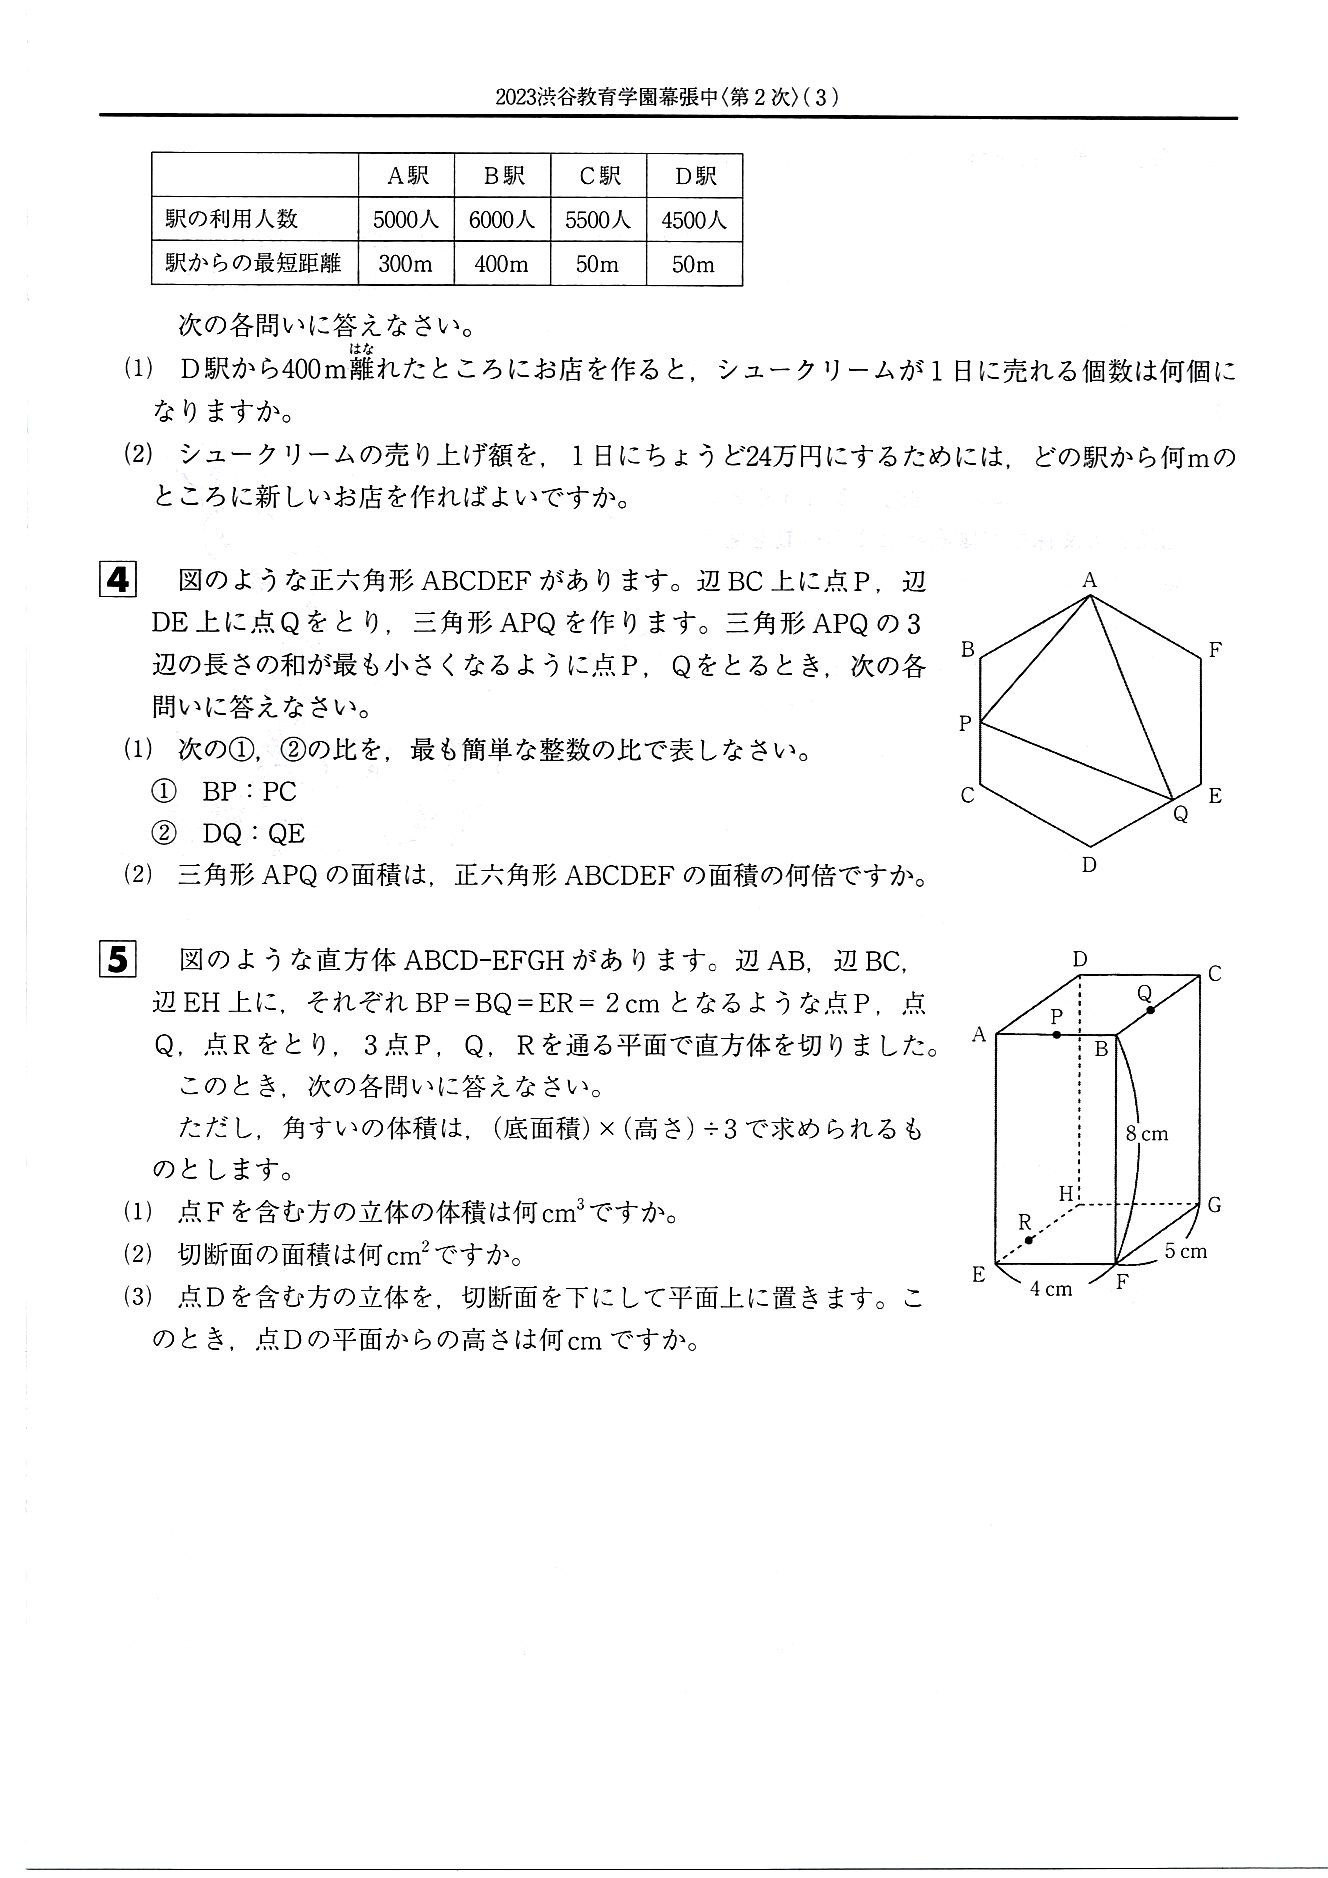 2023渋谷教育学園幕張中〈第2次〉(3)
A駅 B駅 C駅 D駅
駅の利用人数 5000人 6000人 5500人 4500人
駅からの最短距離 300m 400m 50m 50m
次の各問いに答えなさい。
はな
(1) D駅から400m離れたところにお店を作ると，シュークリームが1日に売れる個数は何個に
なりますか。
(2) シュークリームの売り上げ額を，1日にちょうど24万円にするためには，どの駅から何mの
ところに新しいお店を作ればよいですか。
4 図のような正六角形ABCDEFがあります。辺BC上に点P，辺
DE上に点Qをとり，三角形APQを作ります。三角形APQの3
辺の長さの和が最も小さくなるように点P，Qをとるとき，次の各
問いに答えなさい。
(1) 次の①，②の比を，最も簡単な整数の比で表しなさい。
① BP：PC
② DQ：QE
(2) 三角形APQの面積は，正六角形ABCDEFの面積の何倍ですか。
A
B
F
P
C
E
Q
D
5 図のような直方体ABCD-EFGHがあります。辺AB，辺BC，
辺EH上に，それぞれBP=BQ=ER=2cmとなるような点P，点
Q，点Rをとり，3点P，Q，Rを通る平面で直方体を切りました。
このとき，次の各問いに答えなさい。
ただし，角すいの体積は，(底面積)×(高さ)÷3で求められるも
のとします。
(1) 点Fを含む方の立体の体積は何cm³ですか。
(2) 切断面の面積は何cm²ですか。
(3) 点Dを含む方の立体を，切断面を下にして平面上に置きます。こ
のとき，点Dの平面からの高さは何cmですか。
D
C
Q
P
A
B
8cm
H
G
R
5cm
E
4cm
F